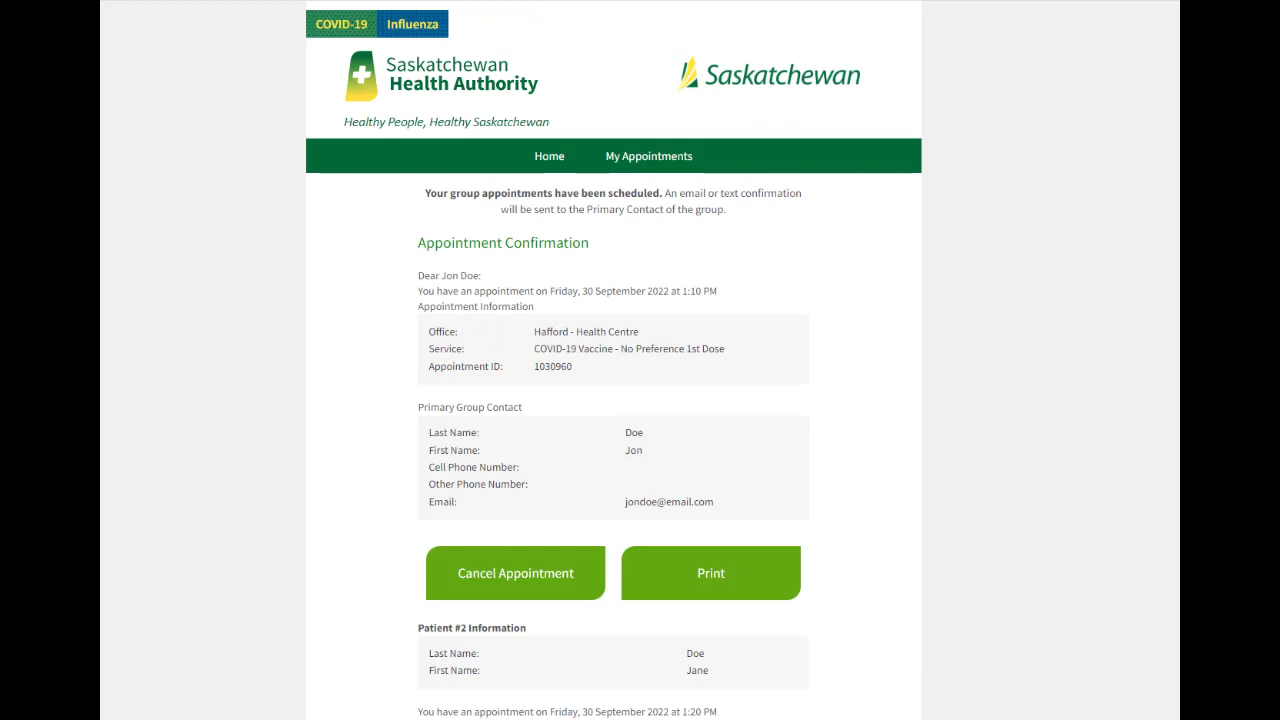 COVID-19 Influenza
Saskatchewan
Health Authority
Saskatchewan
Healthy People, Healthy Saskatchewan
Home My Appointments
Your group appointments have been scheduled. An email or text confirmation
will be sent to the Primary Contact of the group.
Appointment Confirmation
Dear Jon Doe:
You have an appointment on Friday, 30 September 2022 at 1:10 PM
Appointment Information
Office: Hafford - Health Centre
Service: COVID-19 Vaccine - No Preference 1st Dose
Appointment ID: 1030960
Primary Group Contact
Last Name: Doe
First Name: Jon
Cell Phone Number:
Other Phone Number:
Email: jondoe@email.com
Cancel Appointment Print
Patient #2 Information
Last Name: Doe
First Name: Jane
You have an appointment on Friday, 30 September 2022 at 1:20 PM